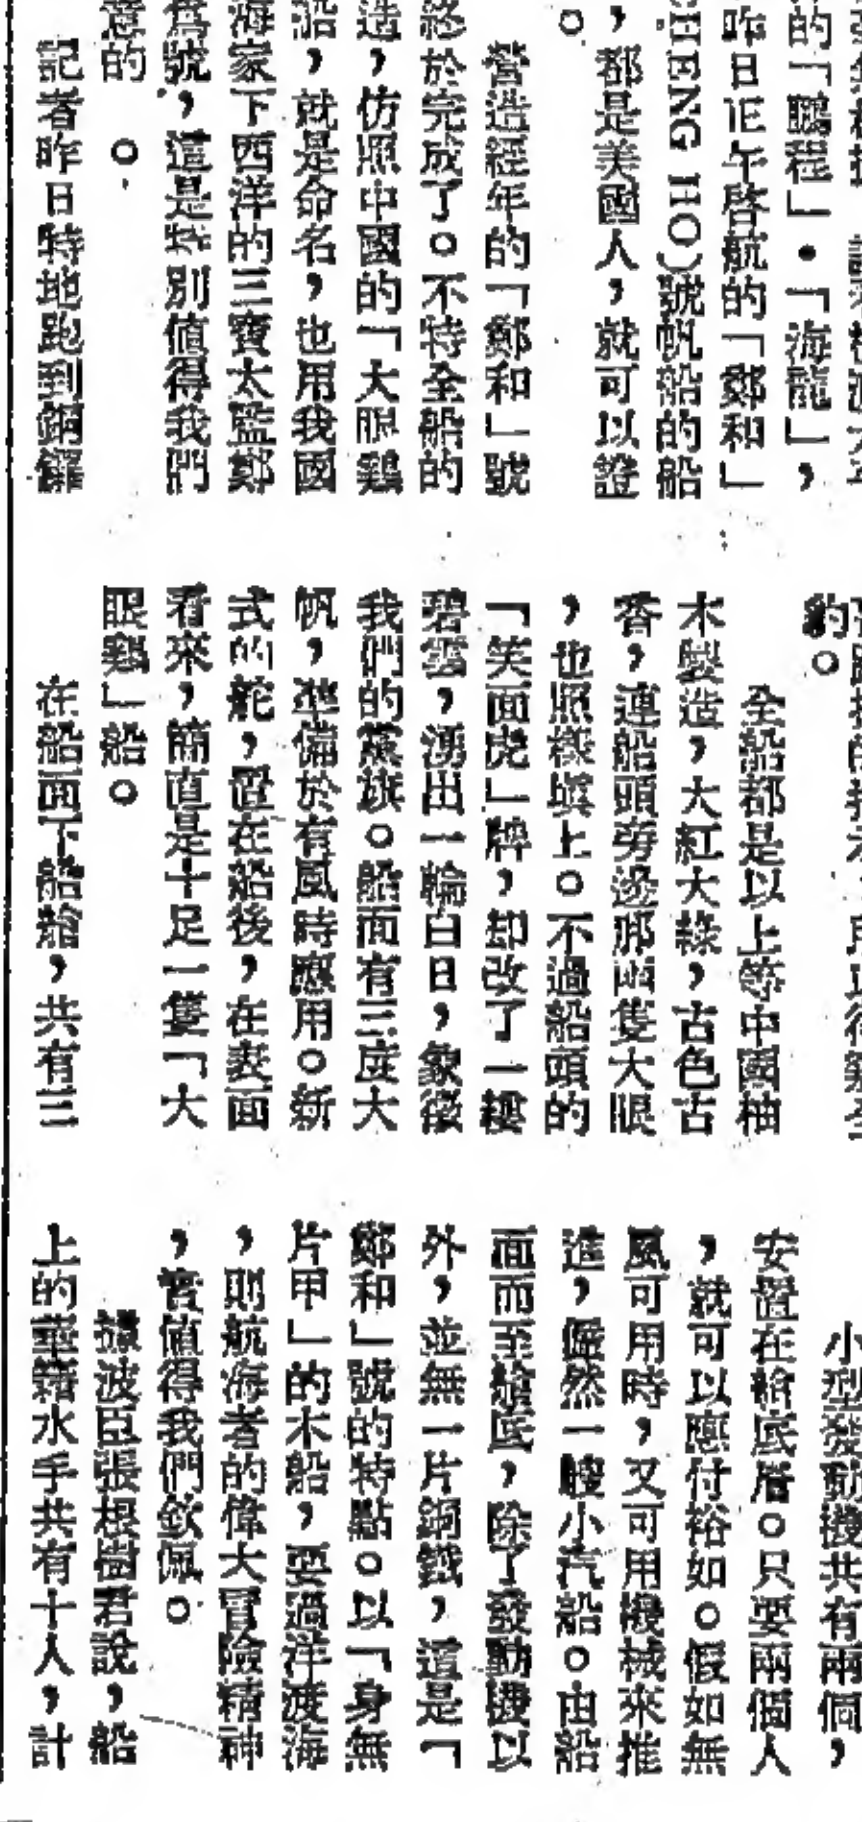 的「鵬程」•「海龍」，
昨日正午啓航的「鄭和」
CHENG HO)號帆船的船
，都是美國人，就可以證
。
營造經年的「鄭和」號
終於完成了。不特全船的
造，仿照中國的「大眼鷄
船，就是命名，也用我國
海家下西洋的三寶太監鄭
爲號，這是特別值得我們
意的。
記者昨日特地跑到銅鑼
豹。
全船都是以上等中國柚
木製造，大紅大綠，古色古
香，連船頭旁邊那兩隻大眼
，也照樣塡上。不過船頭的
「笑面虎」牌，却改了一縷
碧雲，湧出一輪白日，象徵
我們的黨旗。船面有三度大
帆，準備於有風時應用。新
式的舵，置在船後，在表面
看來，簡直是十足一隻「大
眼鷄」船。
在船面下船艙，共有三
小型發動機共有兩個，
安置在艙底層。只要兩個人
，就可以應付裕如。假如無
風可用時，又可用機械來推
進，儼然一艘小汽船。由船
面而至艙底，除了發動機以
外，並無一片銅鐵，這是「
鄭和」號的特點。以「身無
片甲」的木船，要過洋渡海
，則航海者的偉大冒險精神
，實值得我們欽佩。
據波臣張根樹君說，船
上的華籍水手共有十人，計